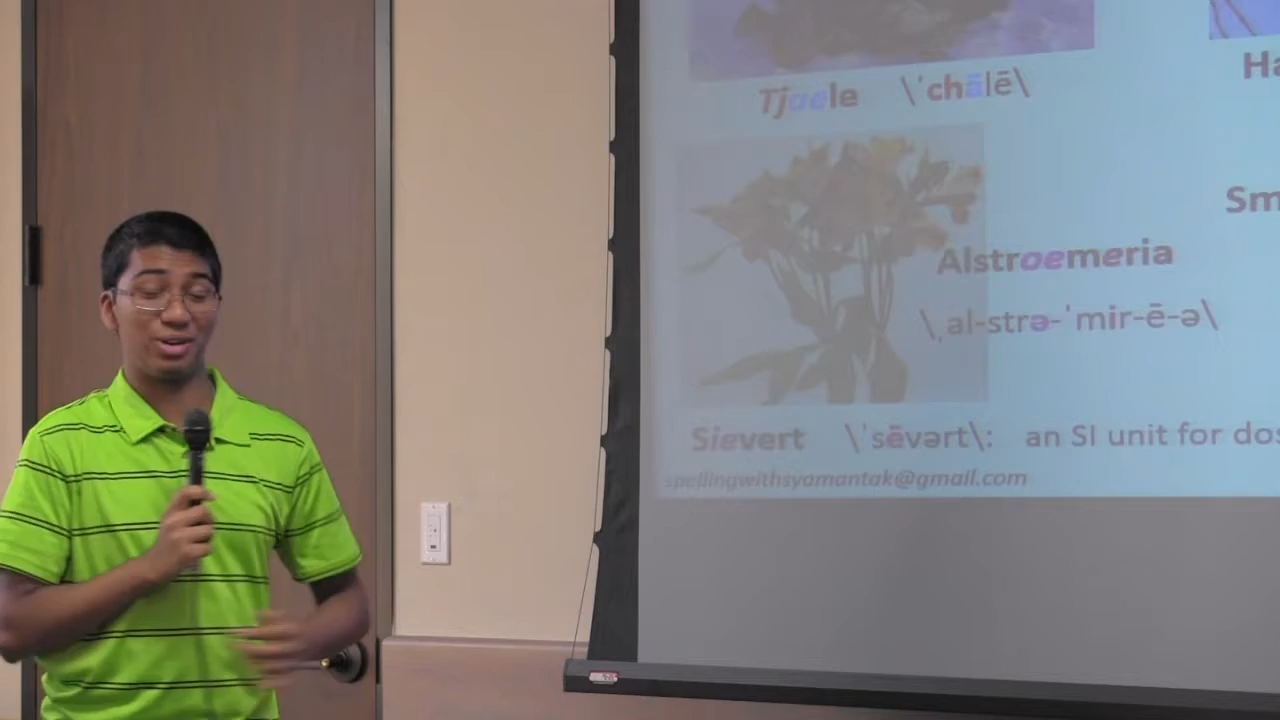 Tjaele \ˈchālē\
Ha
Sm
Alstroemeria
\ˌal-strə-ˈmir-ē-ə\
Sievert \ˈsēvərt\: an SI unit for dos
spellingwithsyamantak@gmail.com